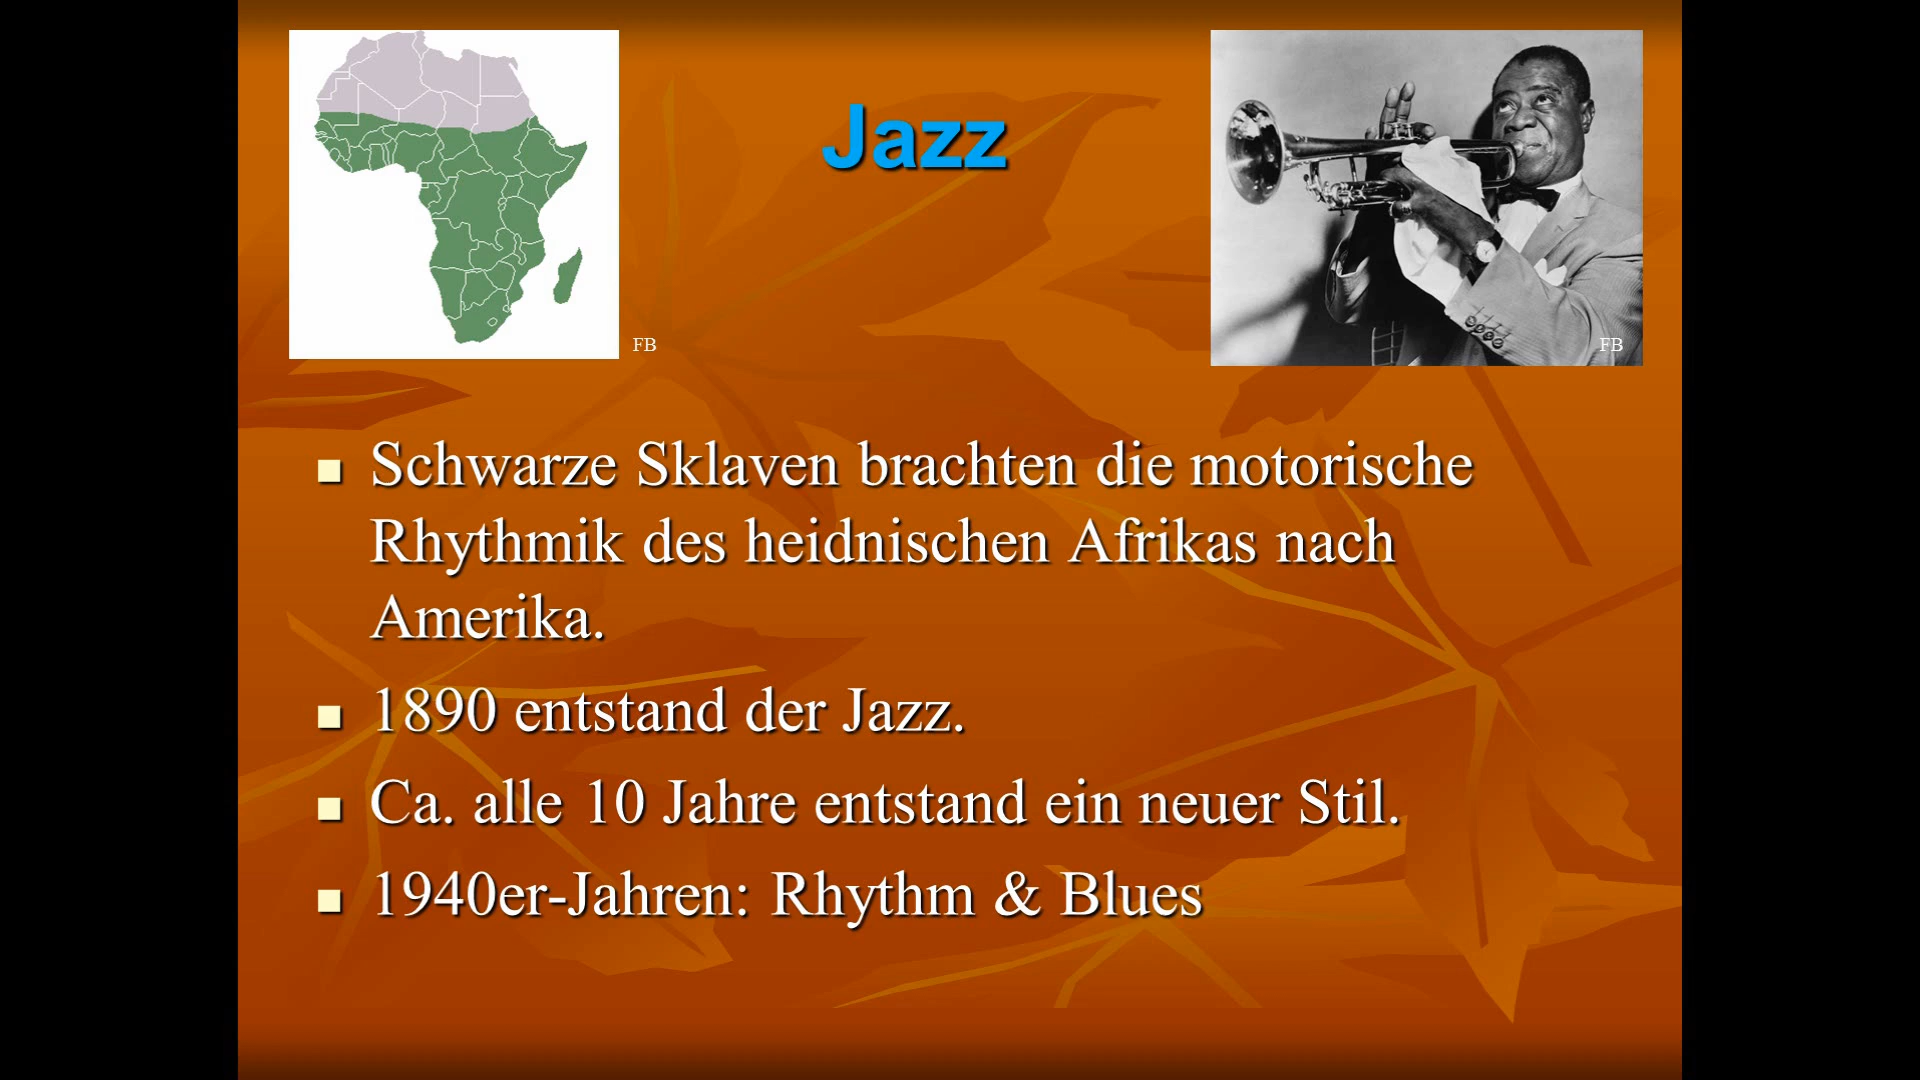 Jazz
FB
FB
Schwarze Sklaven brachten die motorische
Rhythmik des heidnischen Afrikas nach
Amerika.
1890 entstand der Jazz.
Ca. alle 10 Jahre entstand ein neuer Stil.
1940er-Jahren: Rhythm & Blues